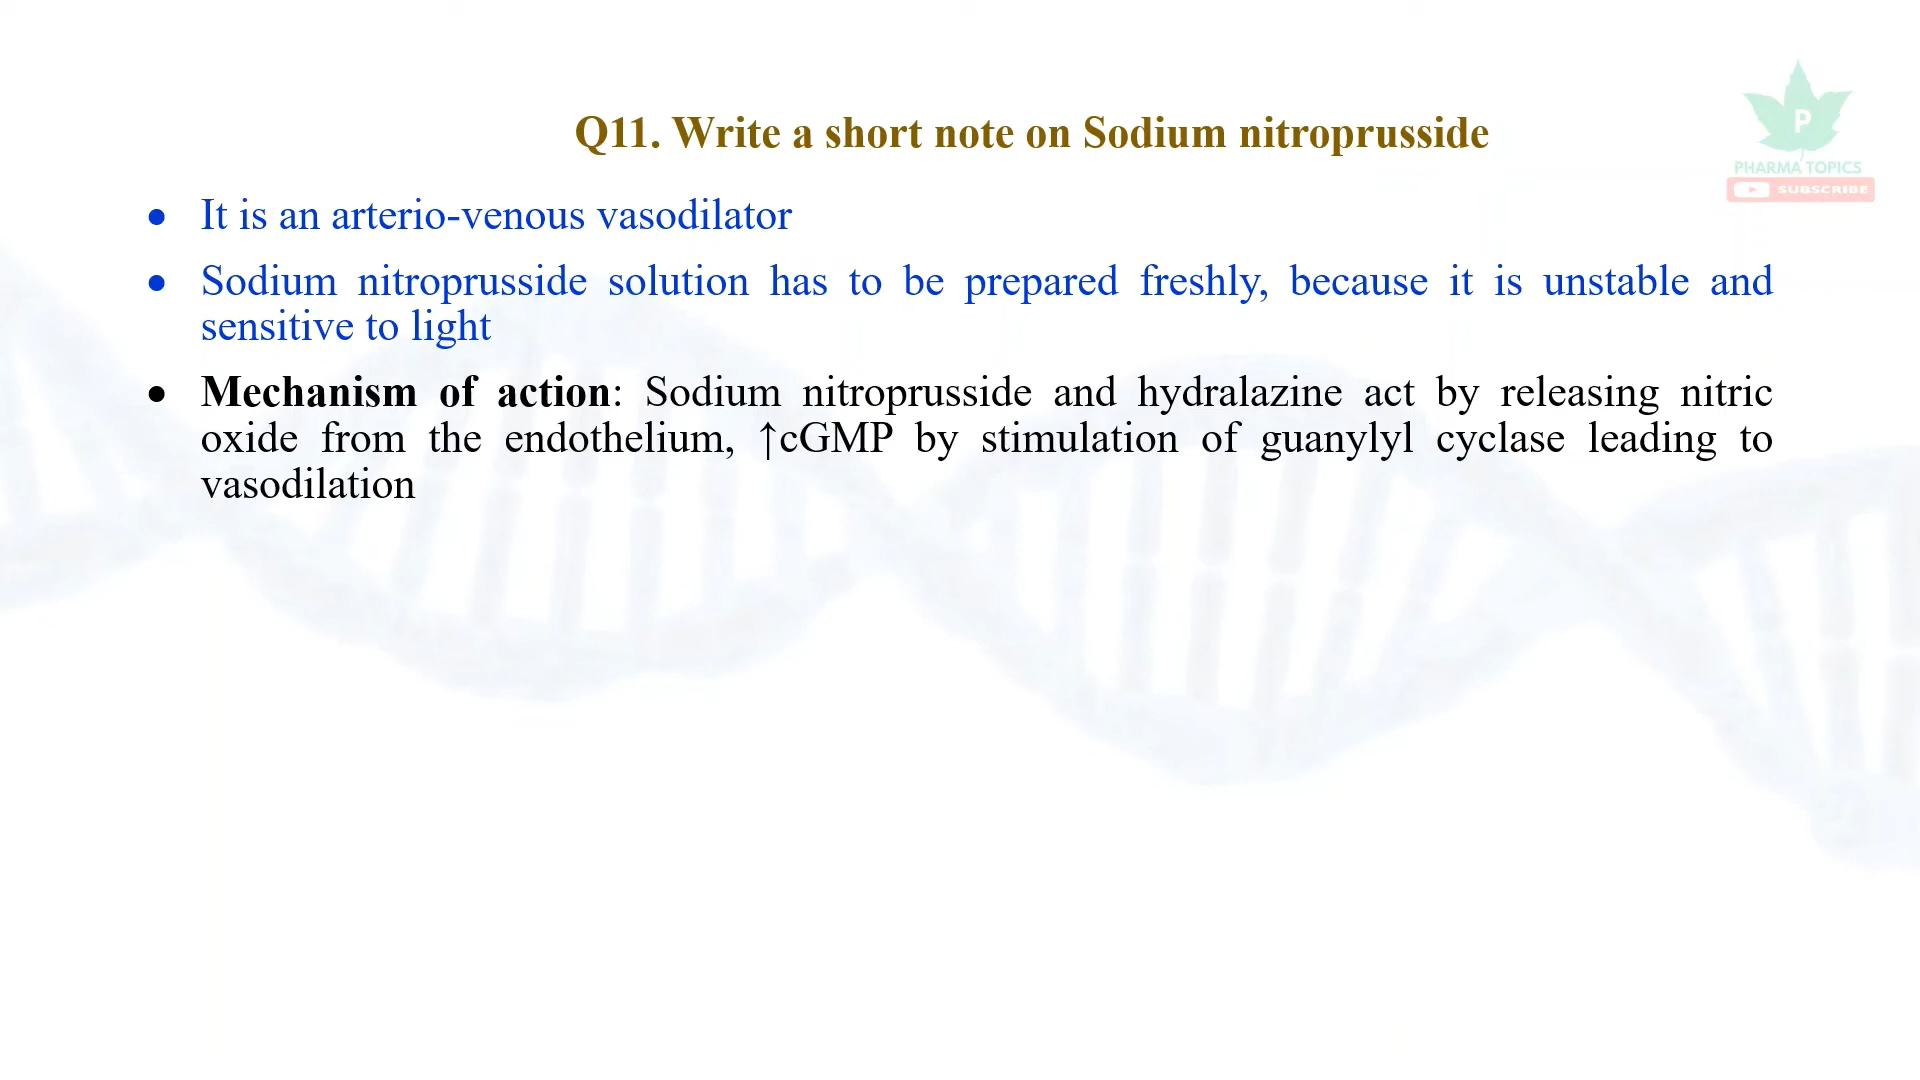 Q11. Write a short note on Sodium nitroprusside
P
PHARMA TOPICS
SUBSCRIBE
• It is an arterio-venous vasodilator
• Sodium nitroprusside solution has to be prepared freshly, because it is unstable and
sensitive to light
• Mechanism of action: Sodium nitroprusside and hydralazine act by releasing nitric
oxide from the endothelium, ↑cGMP by stimulation of guanylyl cyclase leading to
vasodilation